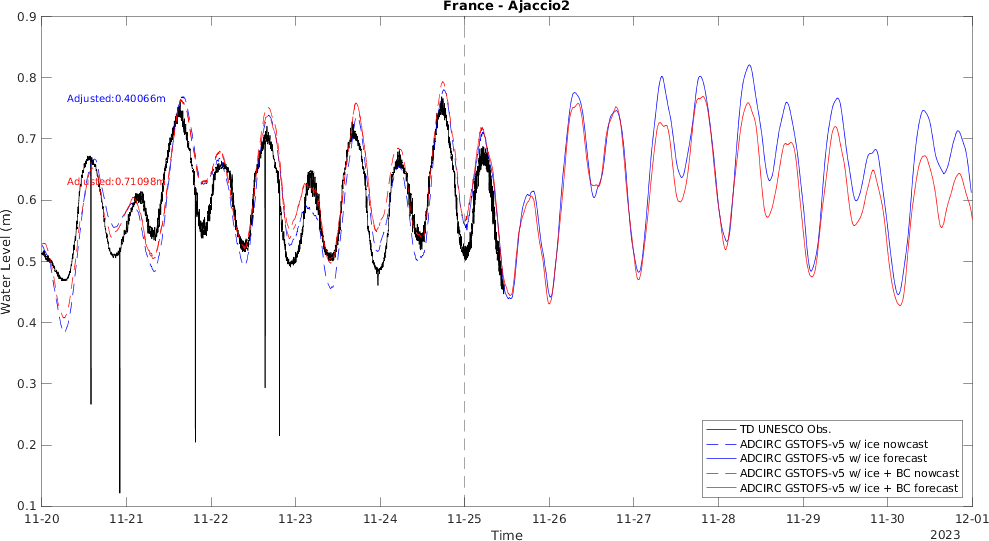 France - Ajaccio2
0.9
0.8
0.7
0.6
0.5
0.4
0.3
0.2
0.1
Water Level (m)
Adjusted:0.40066m
Adjusted:0.71098m
TD UNESCO Obs.
ADCIRC GSTOFS-v5 w/ ice nowcast
ADCIRC GSTOFS-v5 w/ ice forecast
ADCIRC GSTOFS-v5 w/ ice + BC nowcast
ADCIRC GSTOFS-v5 w/ ice + BC forecast
11-20 11-21 11-22 11-23 11-24 11-25 11-26 11-27 11-28 11-29 11-30 12-01
Time
2023